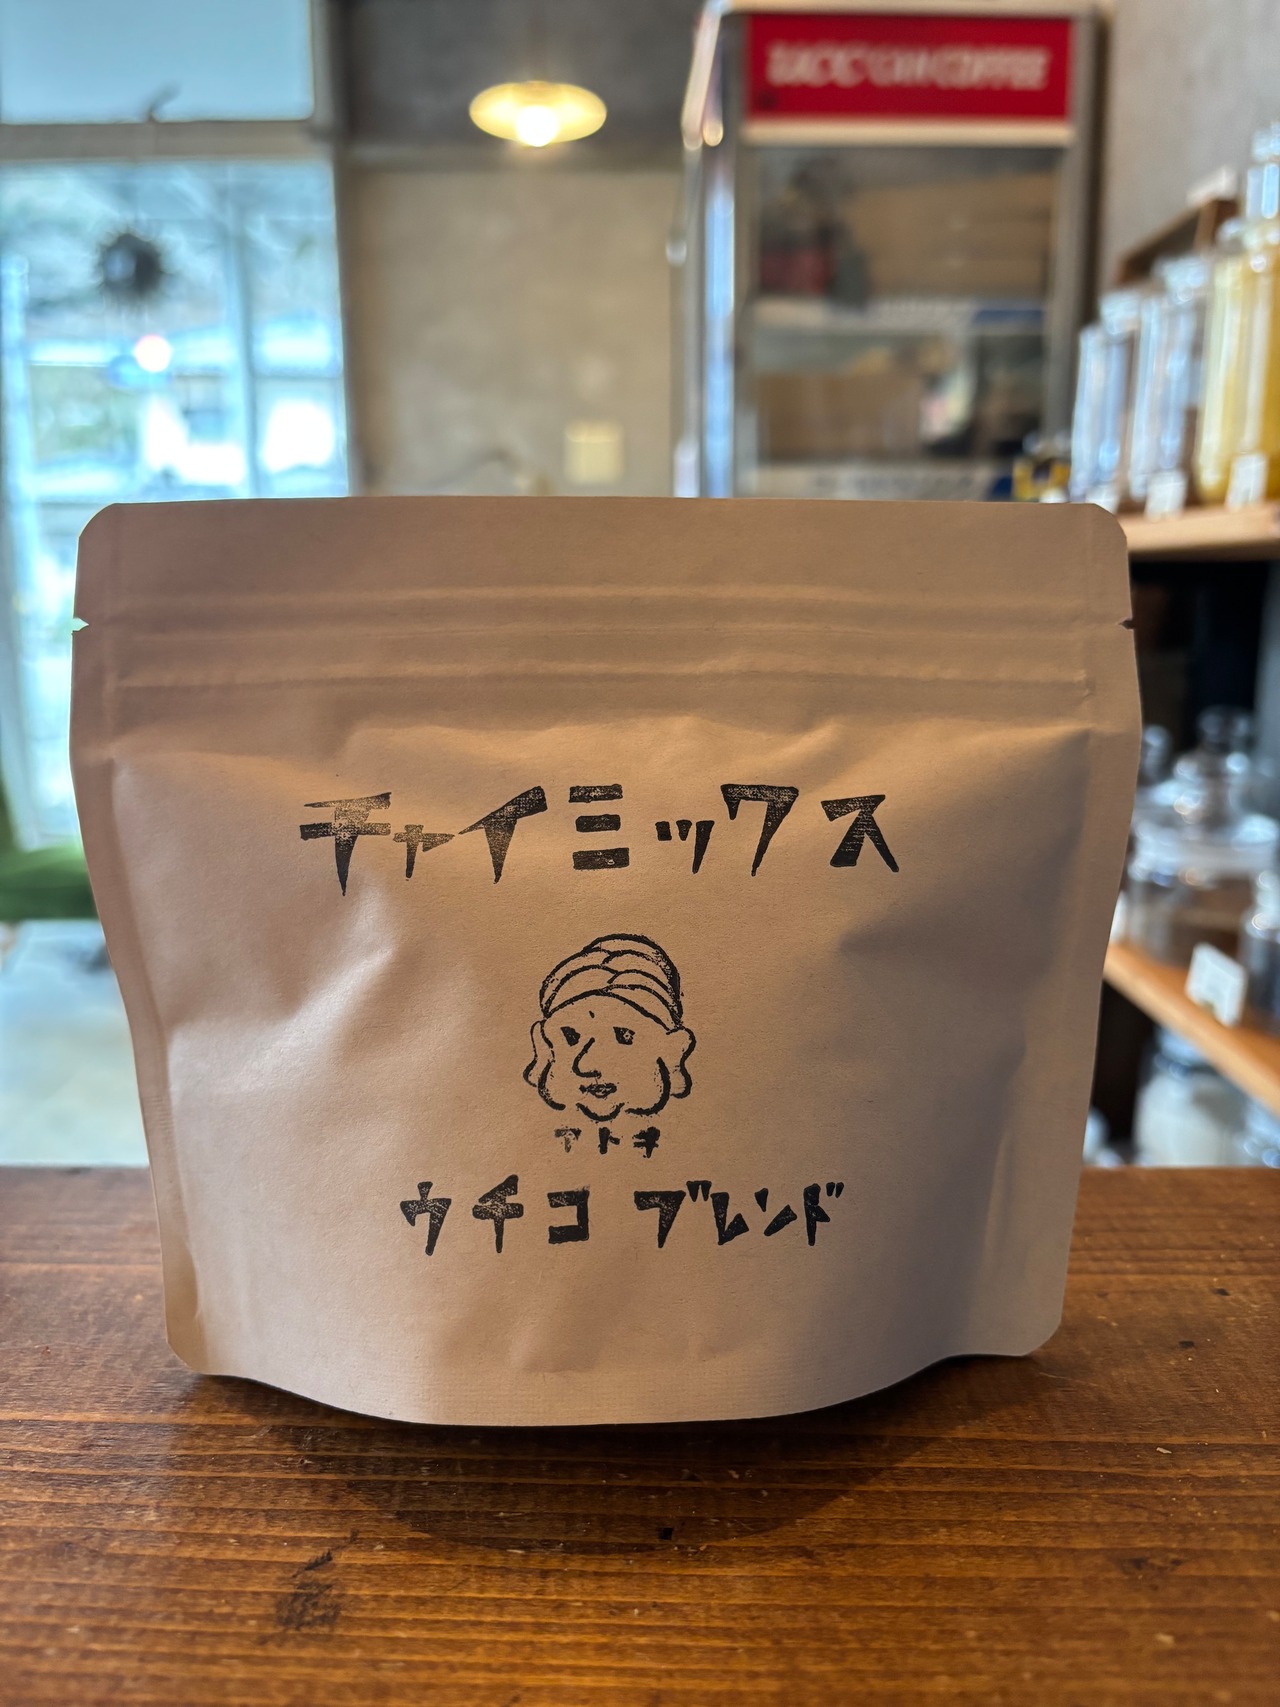 チャイミックス
アトキ
ウチコ ブレンド